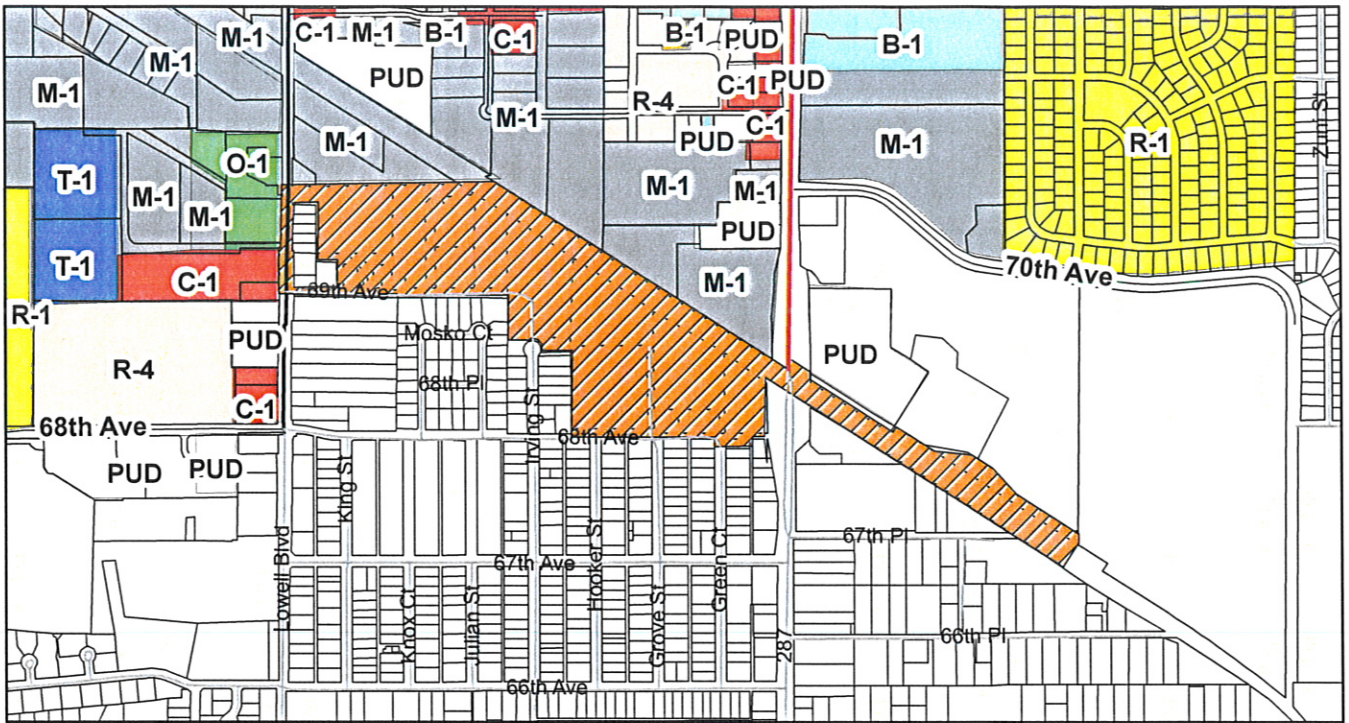 M-1
C-1
M-1
B-1
C-1
B-1
PUD
B-1
M-1
PUD
C-1
PUD
M-1
R-4
Zuni St
M-1
C-1
M-1
O-1
M-1
PUD
M-1
R-1
T-1
M-1
M-1
M-1
M-1
PUD
T-1
C-1
M-1
70th Ave
69th Ave
R-1
PUD
Mosko Ct
PUD
R-4
68th Pl
C-1
Irving St
68th Ave
68th Ave
PUD
PUD
King St
67th Pl
Lowell Blvd
67th Ave
Hooker St
Green Ct
Knox Ct
Julian St
Grove St
287
66th Pl
66th Ave